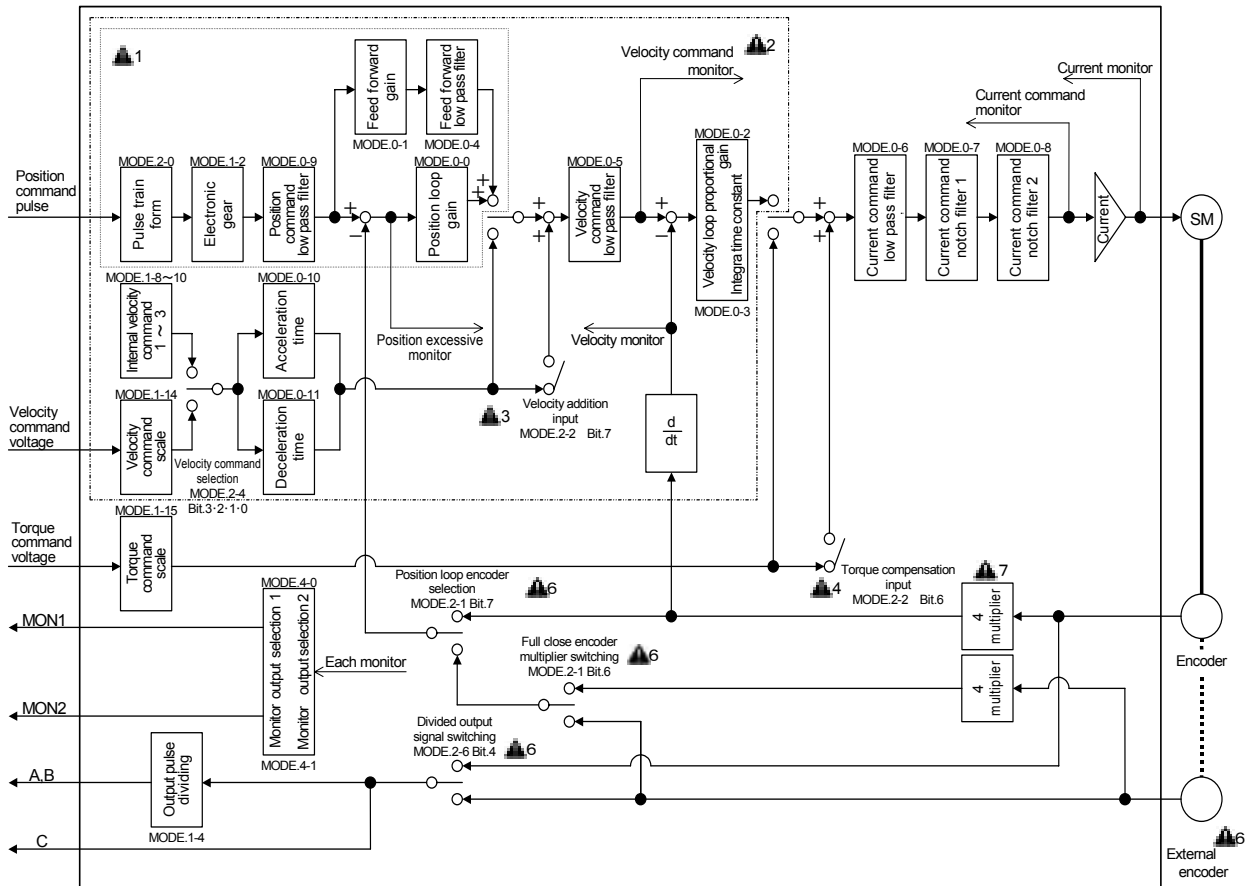 1
2
Velocity command
monitor
Current monitor
Current command
monitor
Feed forward
gain
MODE.0-1
Feed forward
low pass filter
MODE.0-4
Position
command
pulse
MODE.2-0
Pulse train
form
MODE.1-2
Electronic
gear
MODE.0-9
Position
command
low pass filter
+
−
MODE.0-0
Position loop
gain
+
+
+
+
MODE.0-5
Velocity
command
low pass filter
+
−
MODE.0-2
Velocity loop proportional
gain
Integra time constant
MODE.0-3
+
+
MODE.0-6
Current command
low pass filter
MODE.0-7
Current command
notch filter 1
MODE.0-8
Current command
notch filter 2
Current
SM
MODE.1-8～10
Internal velocity
command
1 ～ 3
MODE.0-10
Acceleration
time
Position excessive
monitor
Velocity monitor
Velocity
command
voltage
MODE.1-14
Velocity
command
scale
Velocity command
selection
MODE.2-4
Bit.3･2･1･0
MODE.0-11
Deceleration
time
3
Velocity addition
input
MODE.2-2 Bit.7
d
dt
Torque
command
voltage
MODE.1-15
Torque
command
scale
4
Torque compensation
input
MODE.2-2 Bit.6
7
4
multiplier
4
multiplier
Encoder
Position loop encoder
selection
MODE.2-1 Bit.7
6
Full close encoder
multiplier switching
MODE.2-1 Bit.6
6
MON1
MON2
MODE.4-0
Monitor output selection 1
Monitor output selection 2
MODE.4-1
Each monitor
Divided output
signal switching
MODE.2-6 Bit.4
6
A,B
Output pulse
dividing
MODE.1-4
C
External
encoder
6